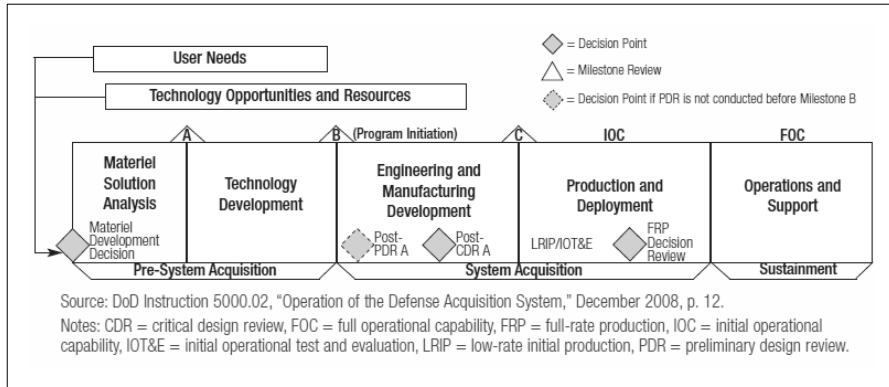 User Needs
Technology Opportunities and Resources
= Decision Point
= Milestone Review
= Decision Point if PDR is not conducted before Milestone B
A
B
(Program Initiation)
C
IOC
FOC
Materiel
Solution
Analysis
Technology
Development
Engineering and
Manufacturing
Development
Production and
Deployment
Operations and
Support
Materiel
Development
Decision
Post-
PDR A
Post-
CDR A
LRIP/IOT&E
FRP
Decision
Review
Pre-System Acquisition
System Acquisition
Sustainment
Source: DoD Instruction 5000.02, “Operation of the Defense Acquisition System,” December 2008, p. 12.
Notes: CDR = critical design review, FOC = full operational capability, FRP = full-rate production, IOC = initial operational
capability, IOT&E = initial operational test and evaluation, LRIP = low-rate initial production, PDR = preliminary design review.